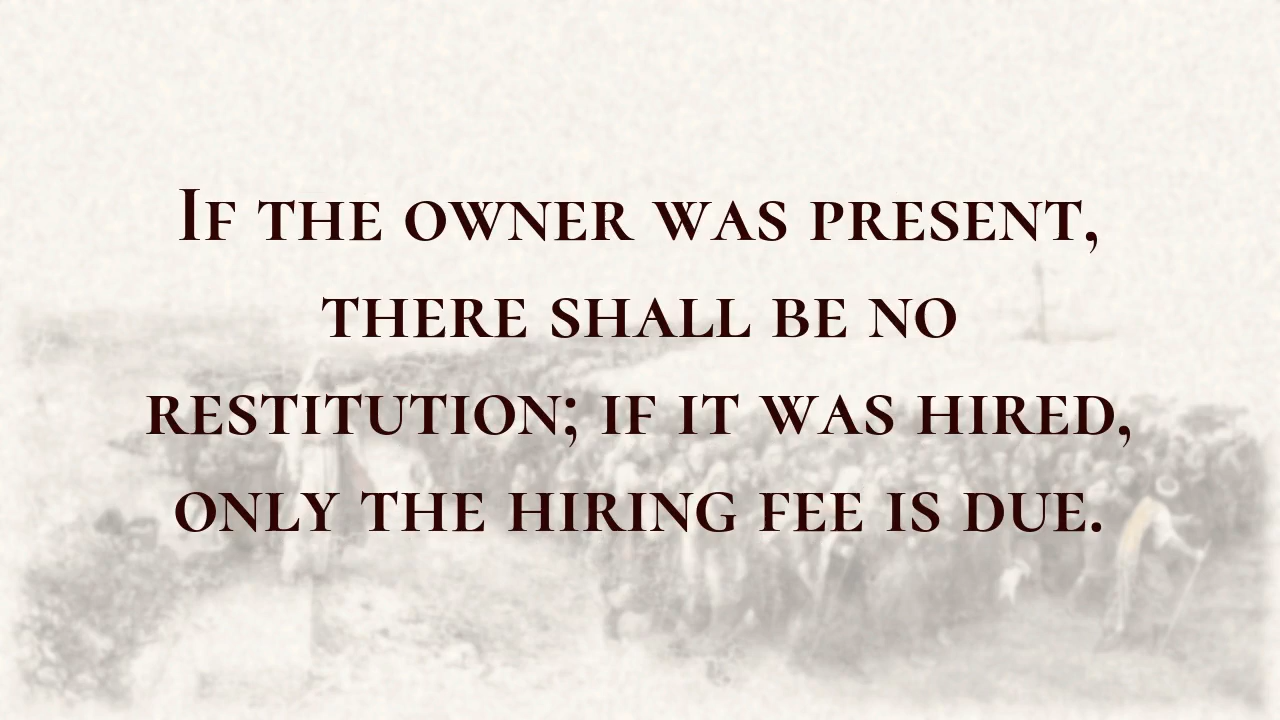 If the owner was present,
there shall be no
restitution; if it was hired,
only the hiring fee is due.